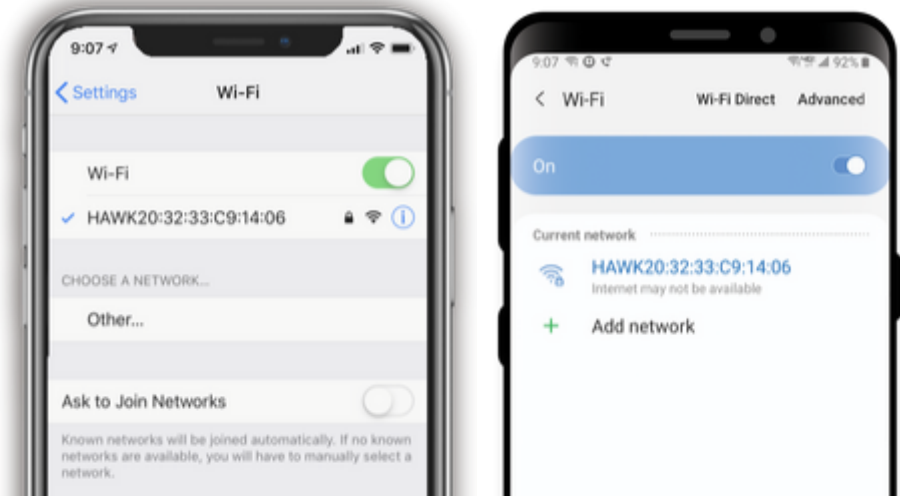 9:07
Settings
Wi-Fi
Wi-Fi
HAWK20:32:33:C9:14:06
CHOOSE A NETWORK...
Other...
Ask to Join Networks
Known networks will be joined automatically. If no known
networks are available, you will have to manually select a
network.
9:07
92%
Wi-Fi
Wi-Fi Direct
Advanced
On
Current network
HAWK20:32:33:C9:14:06
Internet may not be available
+ Add network